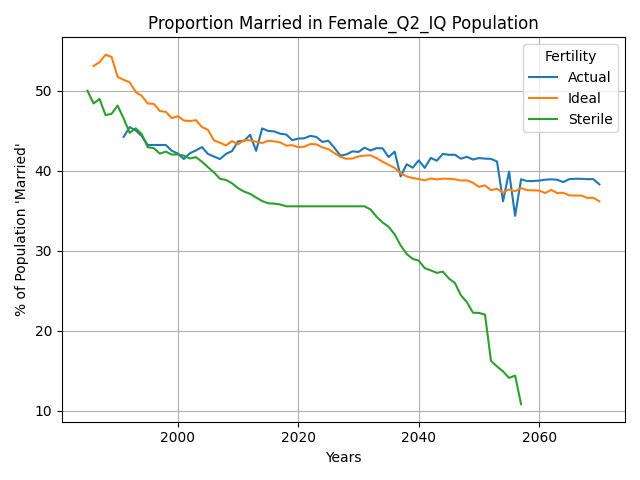 Proportion Married in Female_Q2_IQ Population
Fertility
Actual
Ideal
Sterile
% of Population 'Married'
50
40
30
20
10
2000
2020
2040
2060
Years